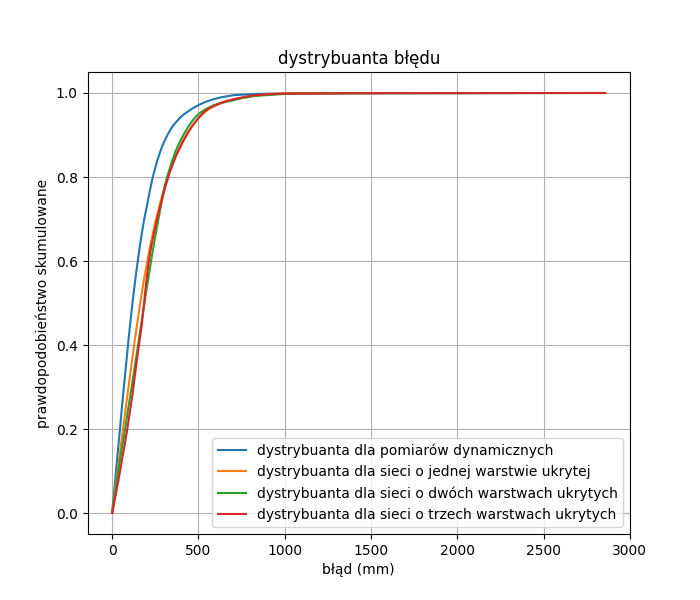 dystrybuanta błędu
prawdopodobieństwo skumulowane
1.0
0.8
0.6
0.4
0.2
0.0
dystrybuanta dla pomiarów dynamicznych
dystrybuanta dla sieci o jednej warstwie ukrytej
dystrybuanta dla sieci o dwóch warstwach ukrytych
dystrybuanta dla sieci o trzech warstwach ukrytych
0 500 1000 1500 2000 2500 3000
błąd (mm)